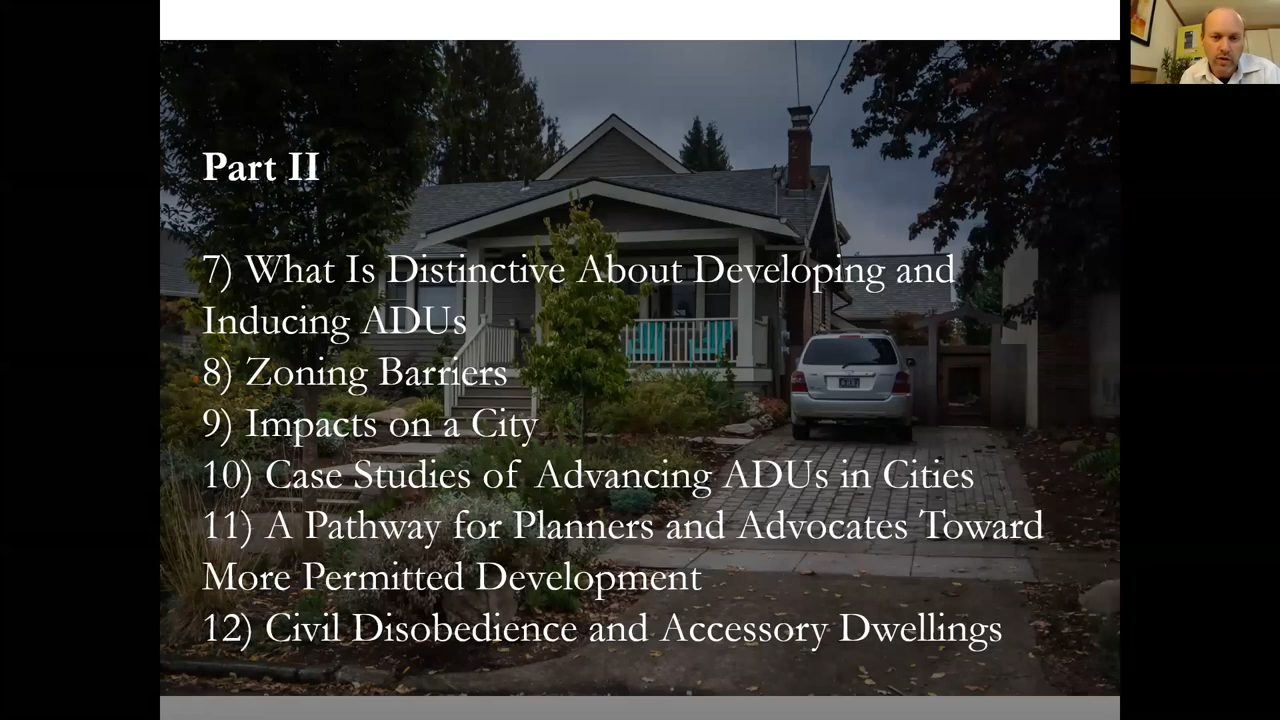 Part II
7) What Is Distinctive About Developing and
Inducing ADUs
8) Zoning Barriers
9) Impacts on a City
10) Case Studies of Advancing ADUs in Cities
11) A Pathway for Planners and Advocates Toward
More Permitted Development
12) Civil Disobedience and Accessory Dwellings